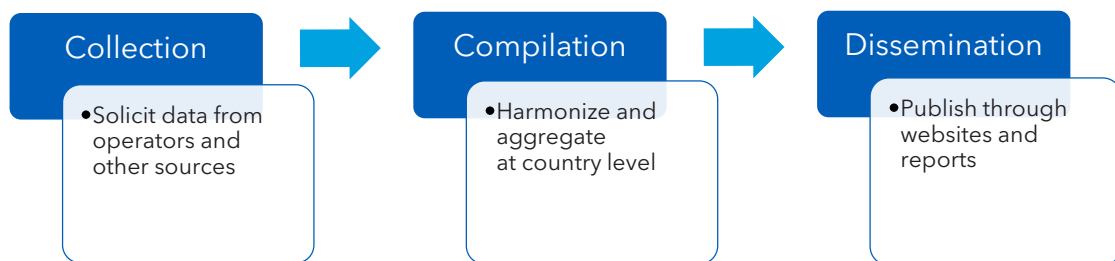 Collection
•Solicit data from
operators and
other sources
Compilation
•Harmonize and
aggregate
at country level
Dissemination
•Publish through
websites and
reports